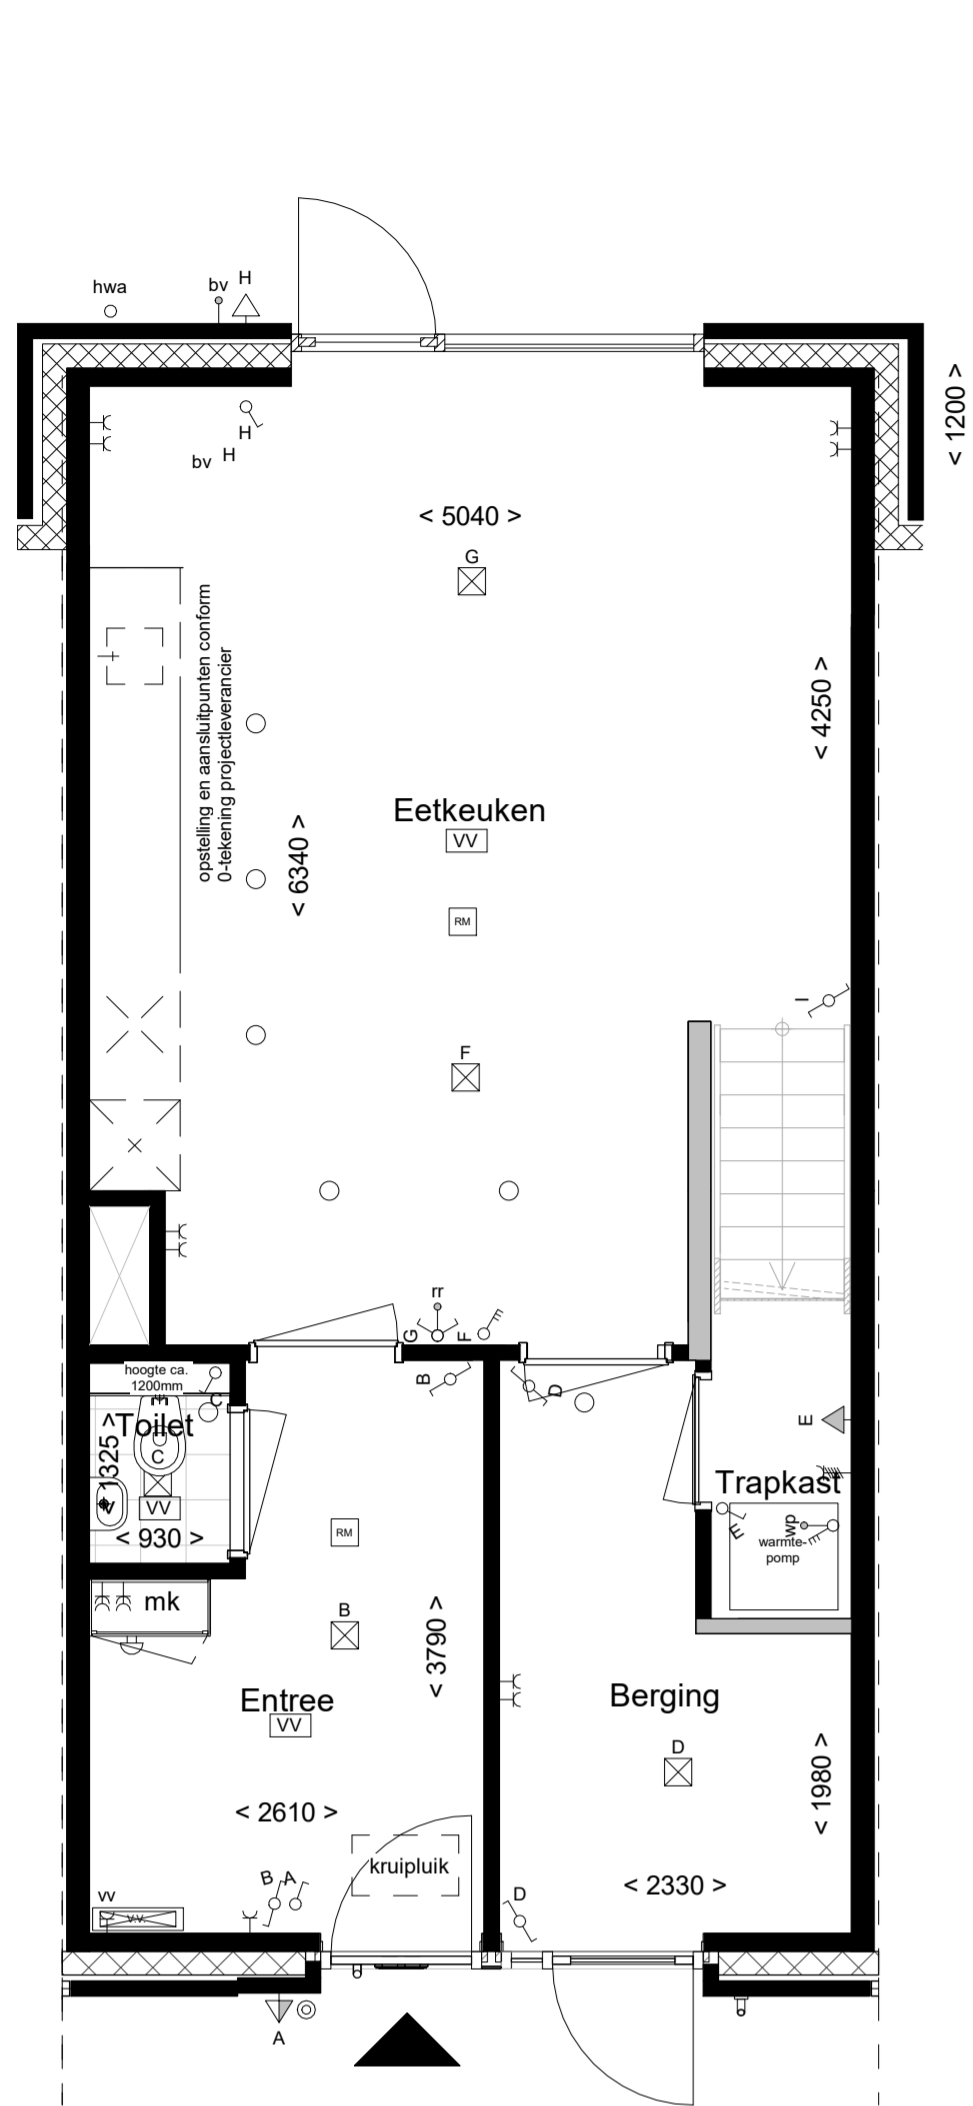 hwa
bv
H
< 1200 >
H
bv
H
< 5040 >
G
opstelling en aansluitpunten conform
0-tekening projectleverancier
< 4250 >
Eetkeuken
VV
< 6340 >
RM
I
F
rr
G
F
B
D
hoogte ca.
1200mm
C
Toilet
< 1325 >
C
VV
< 930 >
E
Trapkast
E
wp
warmte-
pomp
RM
mk
B
< 3790 >
Entree
VV
Berging
D
< 1980 >
< 2610 >
kruipluik
B
A
< 2330 >
D
vv
v.v.
A